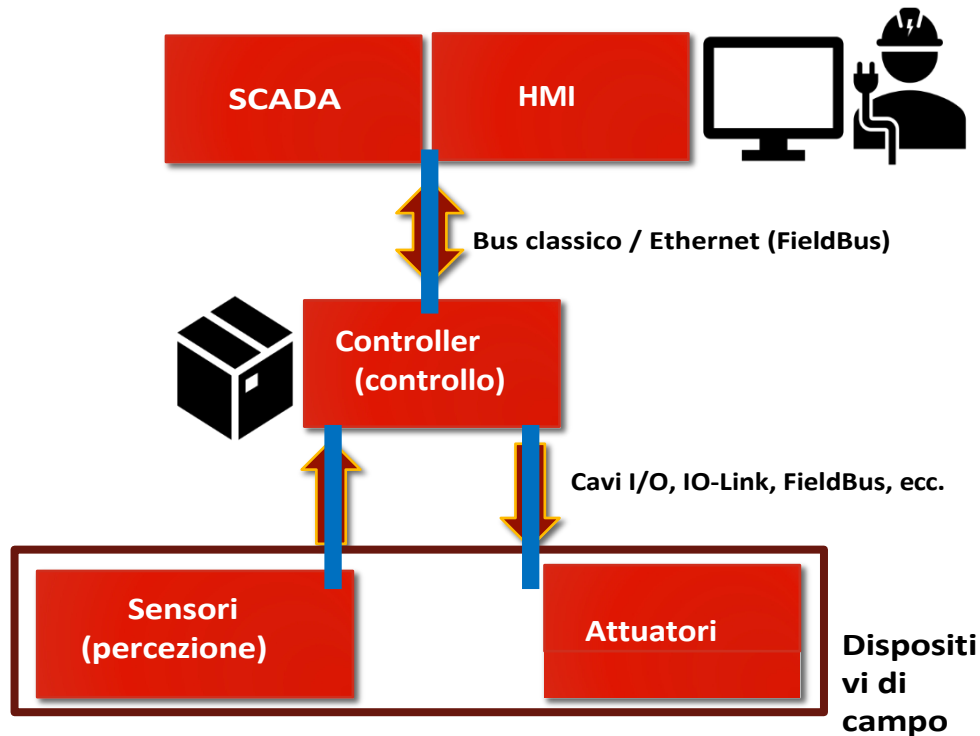 SCADA
HMI
Bus classico / Ethernet (FieldBus)
Controller
(controllo)
Cavi I/O, IO-Link, FieldBus, ecc.
Sensori
(percezione)
Attuatori
Dispositi
vi di
campo